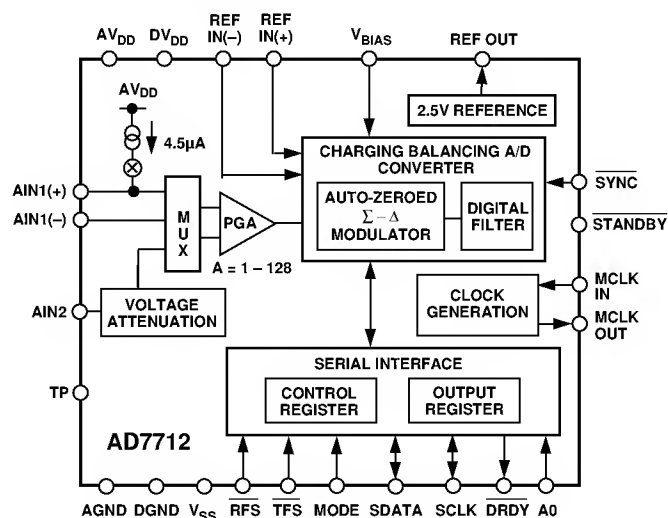 REF REF
IN(−) IN(+)
AVDD DVDD VBIAS REF OUT
AVDD
4.5µA
2.5V REFERENCE
CHARGING BALANCING A/D
CONVERTER
AUTO-ZEROED
Σ – Δ
MODULATOR
DIGITAL
FILTER
SYNC
STANDBY
AIN1(+)
AIN1(−)
MUX
PGA
A = 1 – 128
AIN2
VOLTAGE
ATTENUATION
CLOCK
GENERATION
MCLK
IN
MCLK
OUT
SERIAL INTERFACE
CONTROL
REGISTER
OUTPUT
REGISTER
TP
AD7712
AGND DGND VSS RFS TFS MODE SDATA SCLK DRDY A0